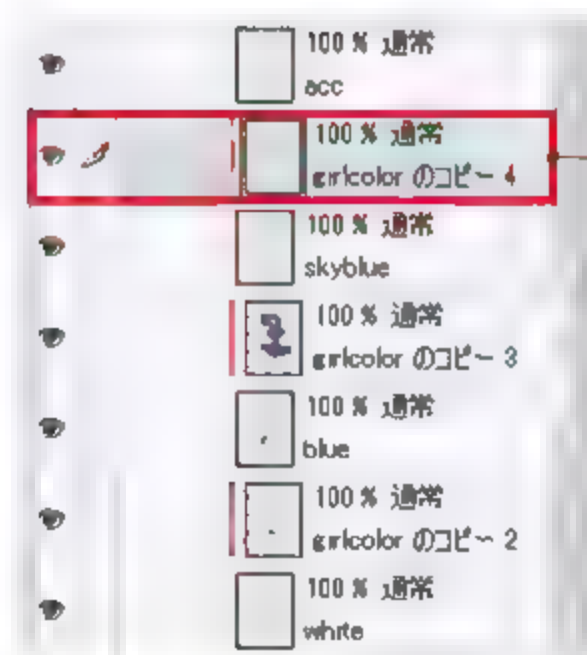 100 % 通常
acc
100 % 通常
girlcolor のコピー 4
100 % 通常
skyblue
100 % 通常
girlcolor のコピー 3
100 % 通常
blue
100 % 通常
girlcolor のコピー 2
100 % 通常
white